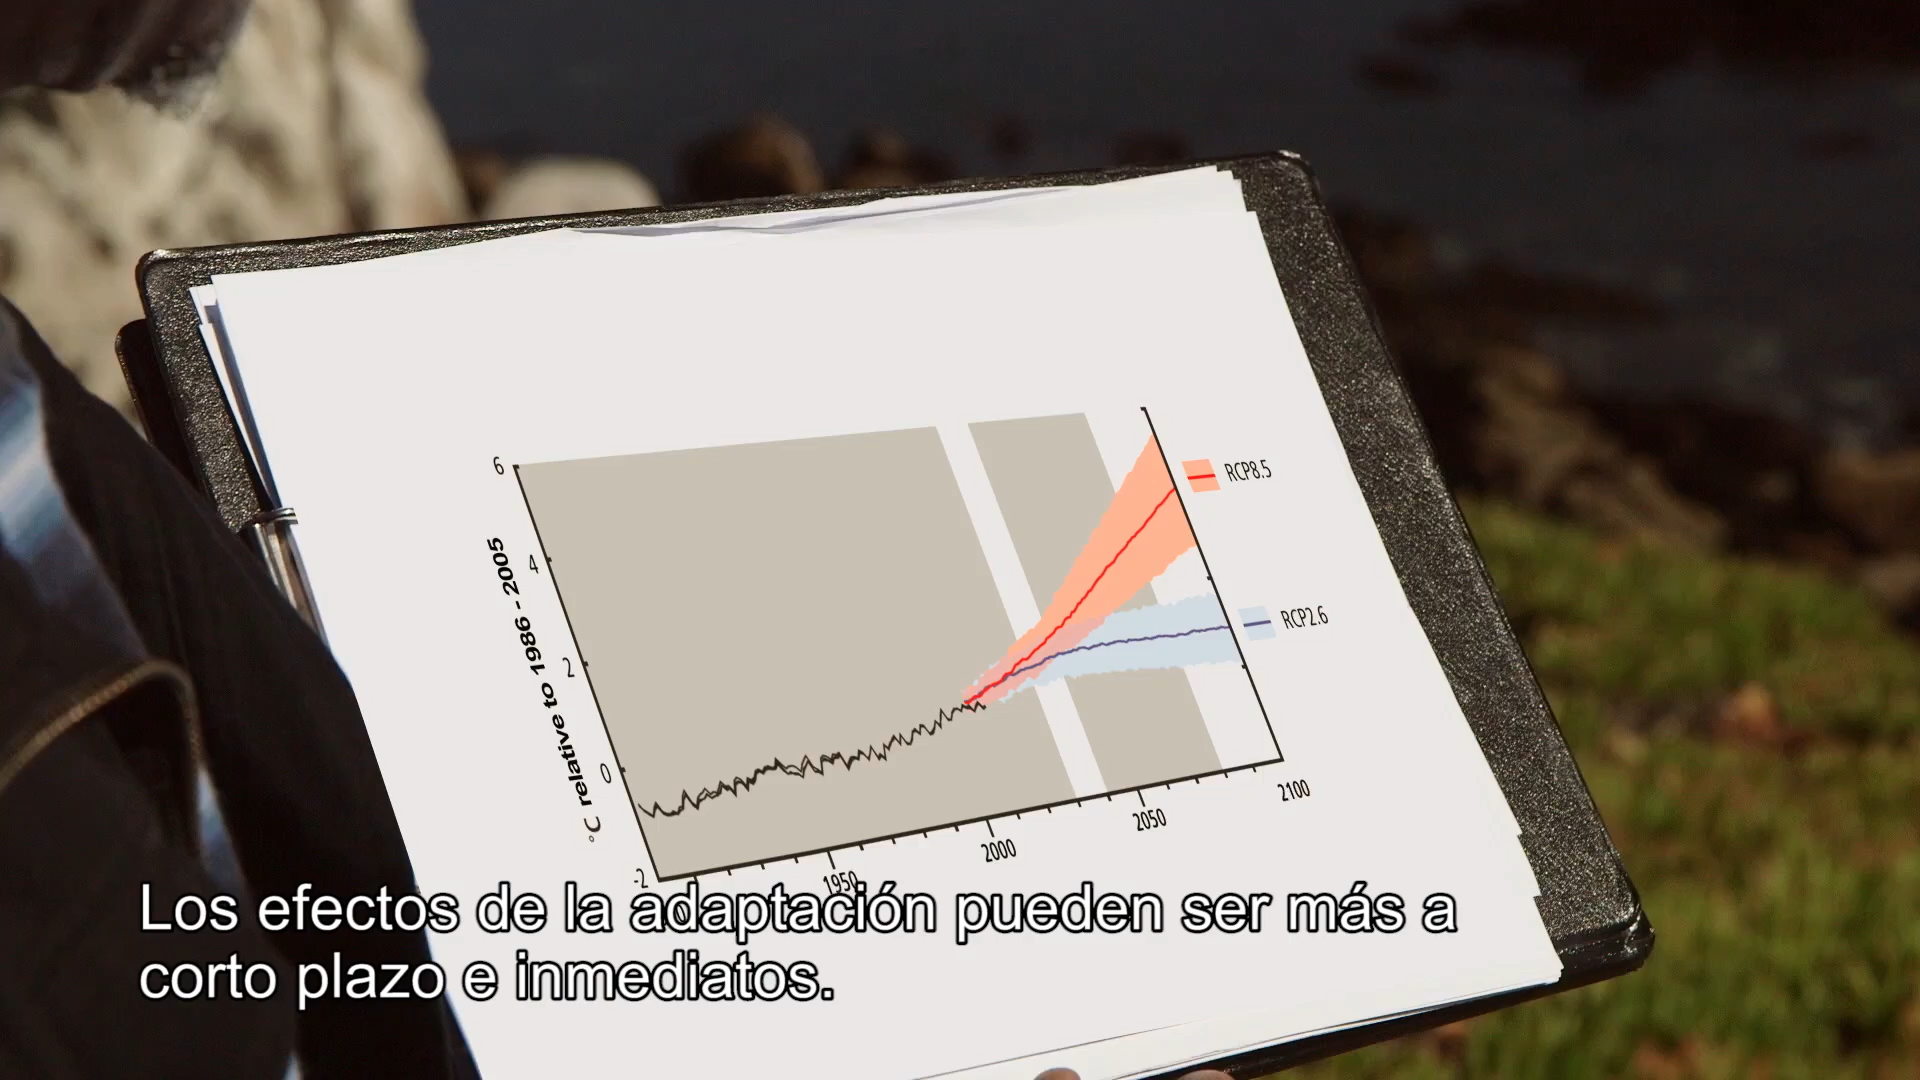 6
4
2
0
-2
°C relative to 1986 - 2005
1950
2000
2050
2100
RCP8.5
RCP2.6
Los efectos de la adaptación pueden ser más a
corto plazo e inmediatos.